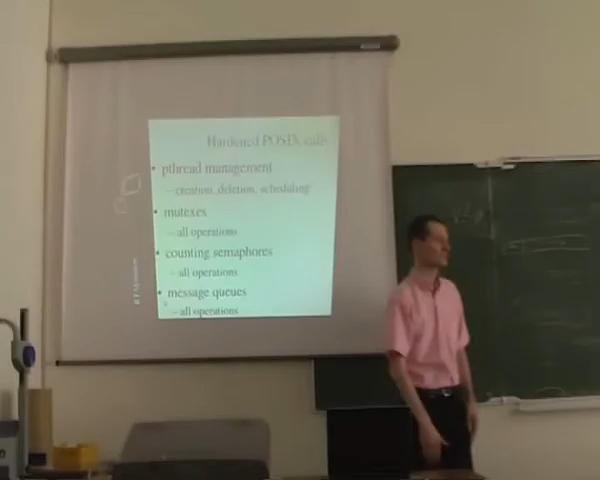 Hardened POSIX calls
• pthread management
– creation, deletion, scheduling
• mutexes
– all operations
• counting semaphores
– all operations
• message queues
– all operations